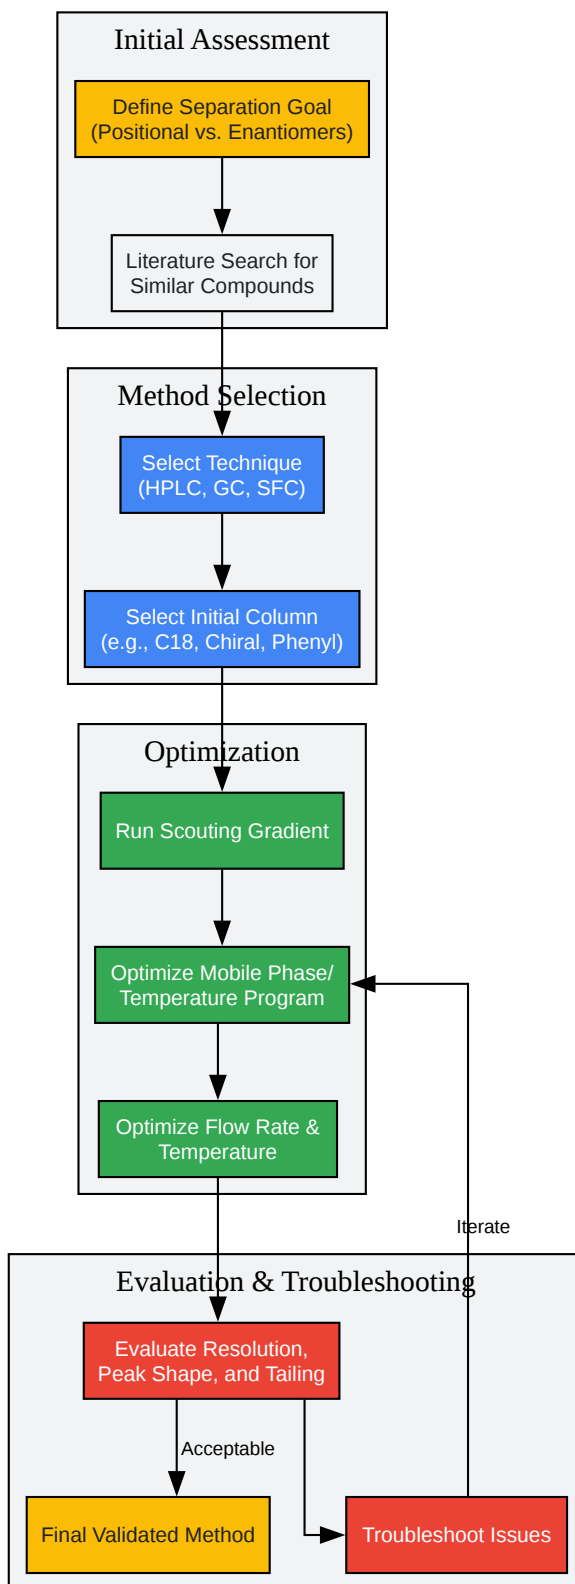 Initial Assessment
Define Separation Goal
(Positional vs. Enantiomers)
Literature Search for
Similar Compounds
Method Selection
Select Technique
(HPLC, GC, SFC)
Select Initial Column
(e.g., C18, Chiral, Phenyl)
Optimization
Run Scouting Gradient
Optimize Mobile Phase/
Temperature Program
Optimize Flow Rate &
Temperature
Iterate
Evaluation & Troubleshooting
Evaluate Resolution,
Peak Shape, and Tailing
Acceptable
Final Validated Method
Troubleshoot Issues